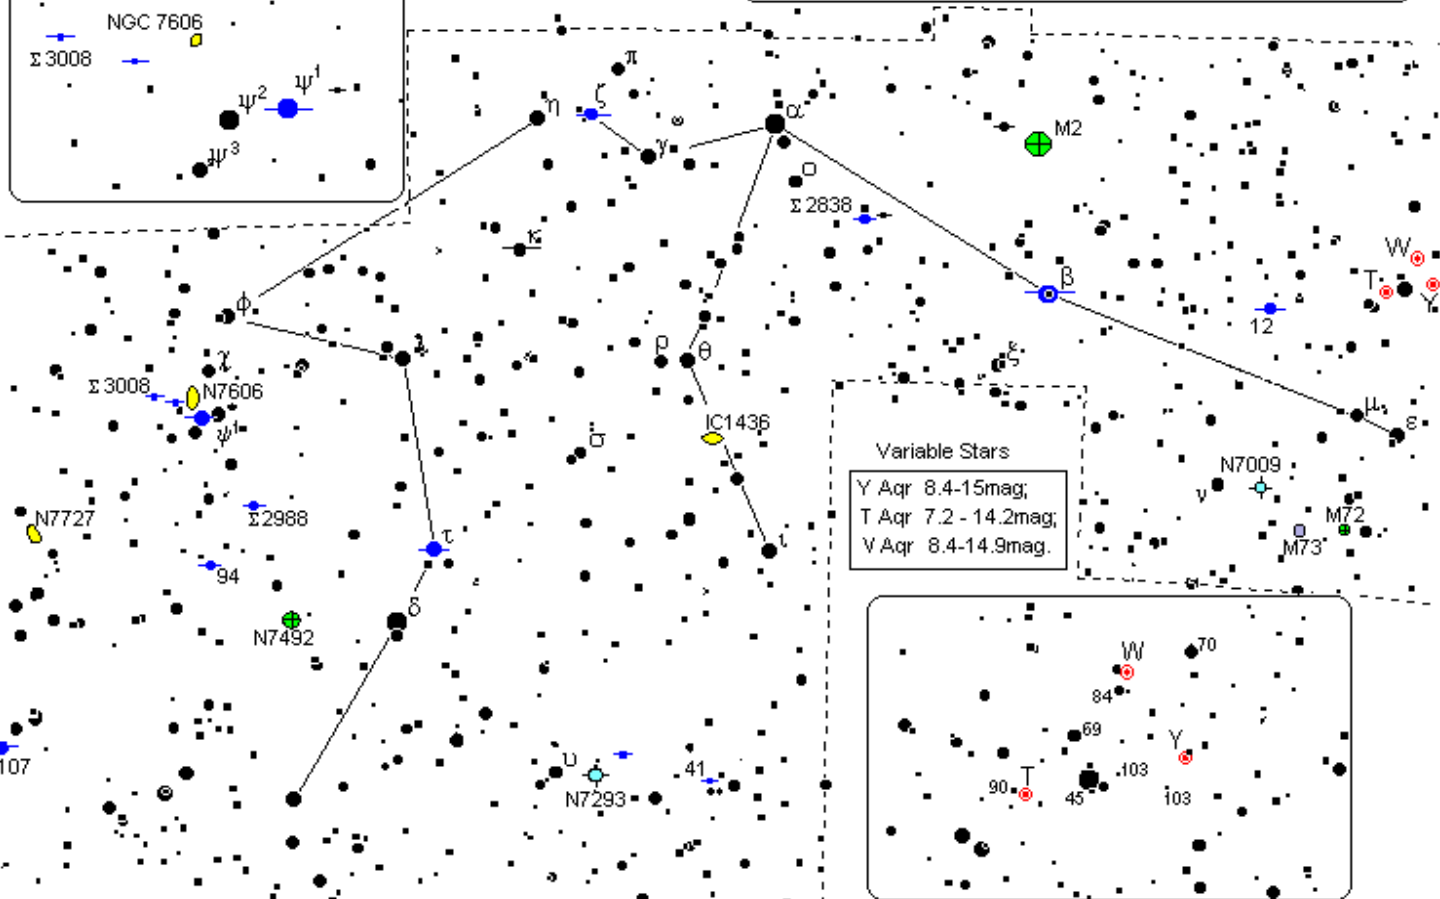 NGC 7606
Σ 3008
ψ2
ψ1
ψ3
π
η
ζ
γ
α
M2
ο
Σ 2838
κ
W
β
T
Y
12
φ
ρ
θ
λ
ξ
χ
Σ 3008
N7606
ψ1
μ
ε
IC1436
σ
Variable Stars
Y Aqr 8.4-15mag;
T Aqr 7.2 - 14.2mag;
V Aqr 8.4-14.9mag.
N7009
ν
M72
M73
N7727
Σ2988
τ
ι
94
δ
N7492
70
W
84
69
Y
103
90
T
45
103
107
υ
41
N7293